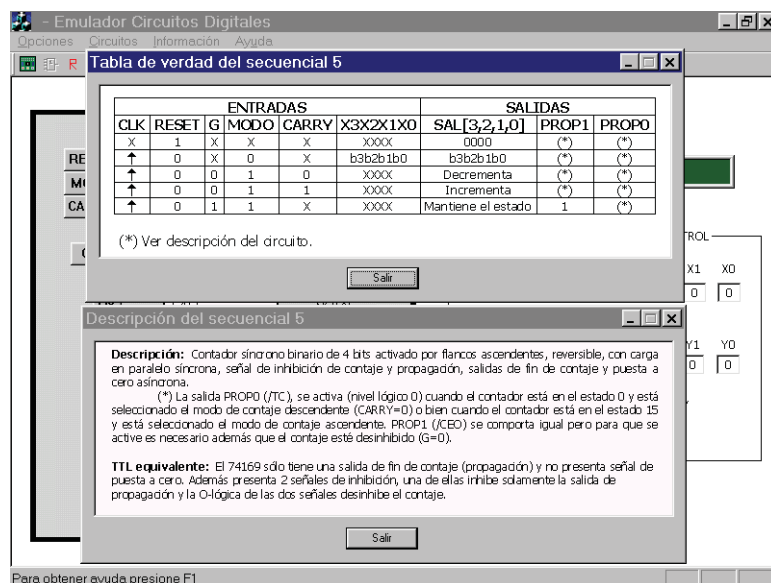 - Emulador Circuitos Digitales
Opciones Circuitos Información Ayuda
R
Tabla de verdad del secuencial 5
ENTRADAS SALIDAS
CLK RESET G MODO CARRY X3X2X1X0 SAL[3,2,1,0] PROP1 PROP0
X 1 X X X XXXX 0000 (*) (*)
↑ 0 X 0 X b3b2b1b0 b3b2b1b0 (*) (*)
↑ 0 0 1 0 XXXX Decrementa (*) (*)
↑ 0 0 1 1 XXXX Incrementa (*) (*)
↑ 0 1 1 X XXXX Mantiene el estado 1 (*)
(*) Ver descripción del circuito.
Salir
RE
MO
CA
TROL
X1 X0
0 0
Y1 Y0
0 0
Descripción del secuencial 5
Descripción: Contador síncrono binario de 4 bits activado por flancos ascendentes, reversible, con carga
en paralelo síncrona, señal de inhibición de contaje y propagación, salidas de fin de contaje y puesta a
cero asíncrona.
(*) La salida PROP0 (/TC), se activa (nivel lógico 0) cuando el contador está en el estado 0 y está
seleccionado el modo de contaje descendente (CARRY=0) o bien cuando el contador está en el estado 15
y está seleccionado el modo de contaje ascendente. PROP1 (/CEO) se comporta igual pero para que se
active es necesario además que el contaje esté desinhibido (G=0).
TTL equivalente: El 74169 sólo tiene una salida de fin de contaje (propagación) y no presenta señal de
puesta a cero. Además presenta 2 señales de inhibición, una de ellas inhibe solamente la salida de
propagación y la O-lógica de las dos señales desinhibe el contaje.
Salir
Para obtener ayuda presione F1